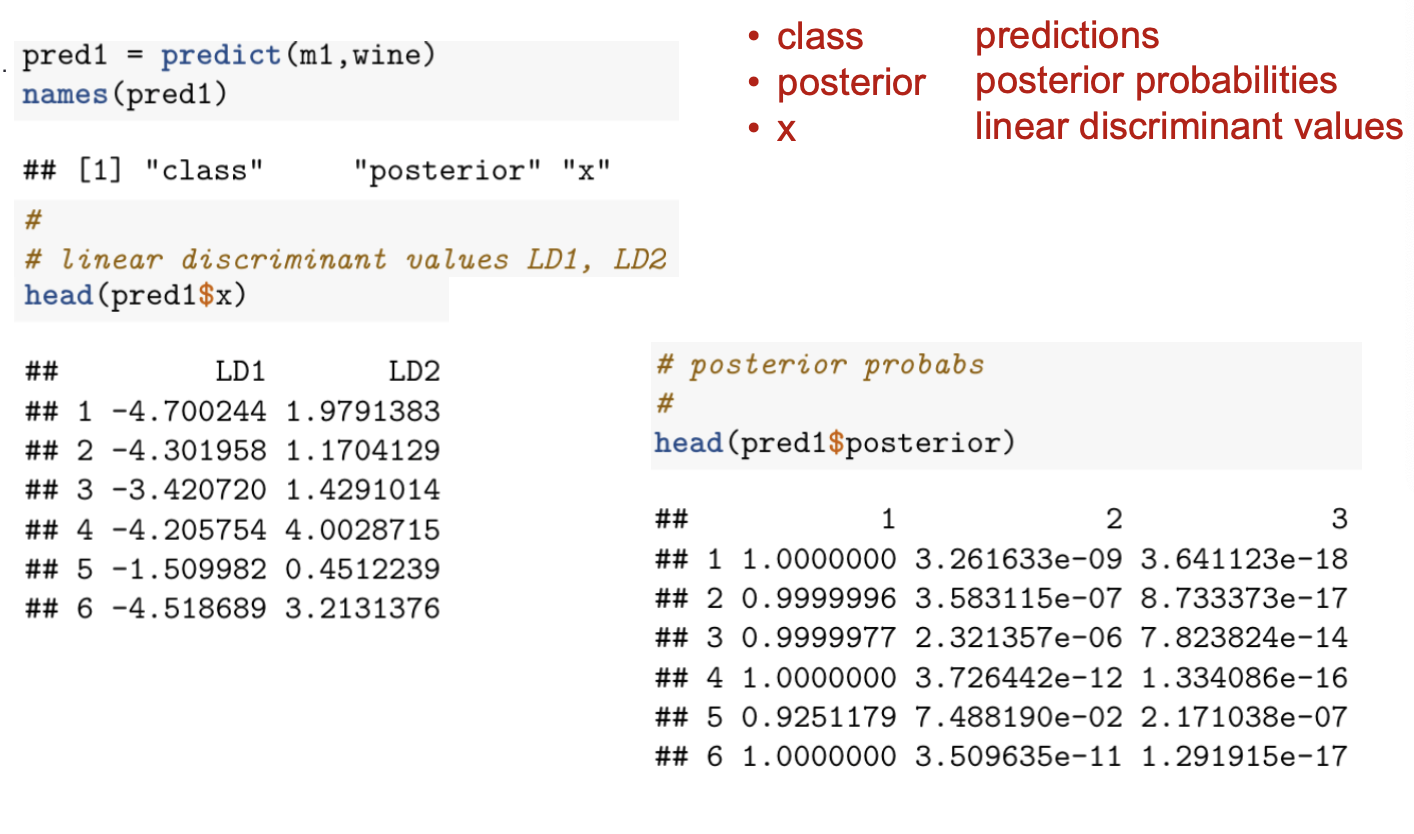 pred1 = predict(m1,wine)
names(pred1)
## [1] "class"     "posterior" "x"
#
# linear discriminant values LD1, LD2
head(pred1$x)
##         LD1       LD2
## 1 -4.700244 1.9791383
## 2 -4.301958 1.1704129
## 3 -3.420720 1.4291014
## 4 -4.205754 4.0028715
## 5 -1.509982 0.4512239
## 6 -4.518689 3.2131376
• class predictions
• posterior posterior probabilities
• x linear discriminant values
# posterior probabs
#
head(pred1$posterior)
##           1            2            3
## 1 1.0000000 3.261633e-09 3.641123e-18
## 2 0.9999996 3.583115e-07 8.733373e-17
## 3 0.9999977 2.321357e-06 7.823824e-14
## 4 1.0000000 3.726442e-12 1.334086e-16
## 5 0.9251179 7.488190e-02 2.171038e-07
## 6 1.0000000 3.509635e-11 1.291915e-17